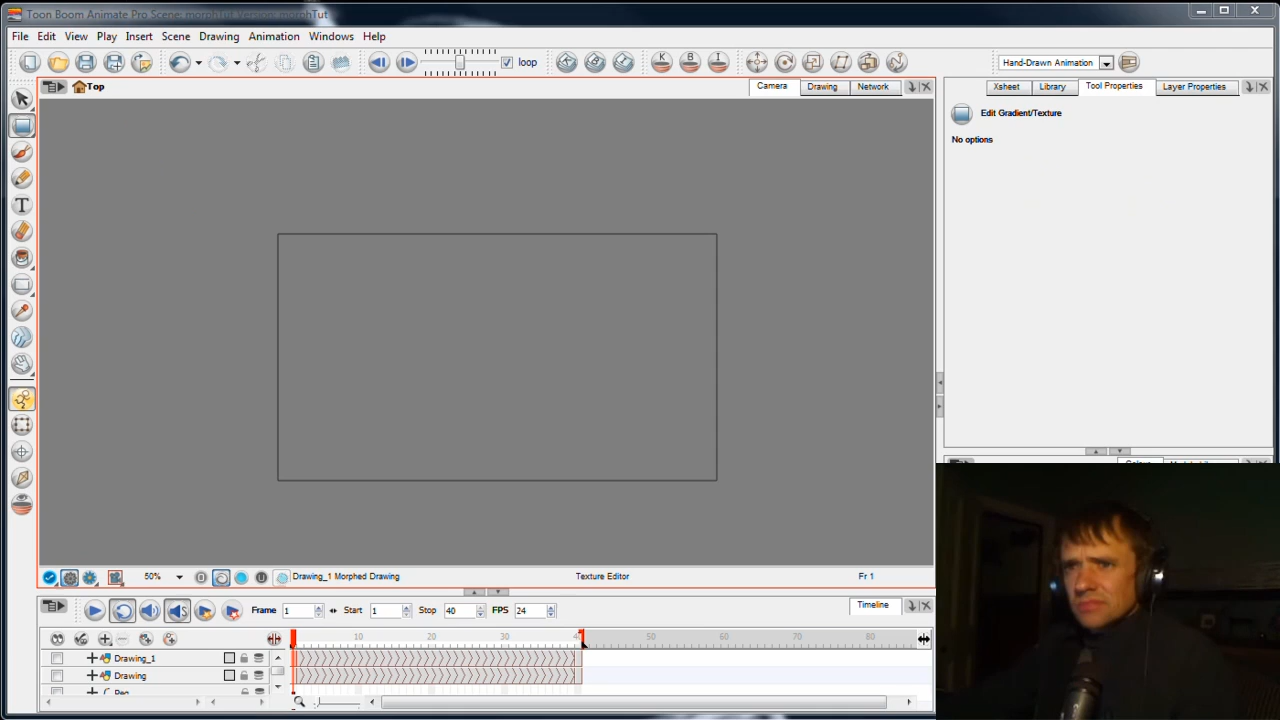 Toon Boom Animate Pro Scene: morphTut Version: morphTut
File Edit View Play Insert Scene Drawing Animation Windows Help
loop
K B I
Hand-Drawn Animation
Top
Camera Drawing Network
Xsheet Library Tool Properties Layer Properties
Edit Gradient/Texture
No options
T
50%
Drawing_1 Morphed Drawing
Texture Editor
Fr 1
Frame 1 Start 1 Stop 40 FPS 24
Timeline
10 20 30 40 50 60 70 80
Drawing_1
Drawing
Peg